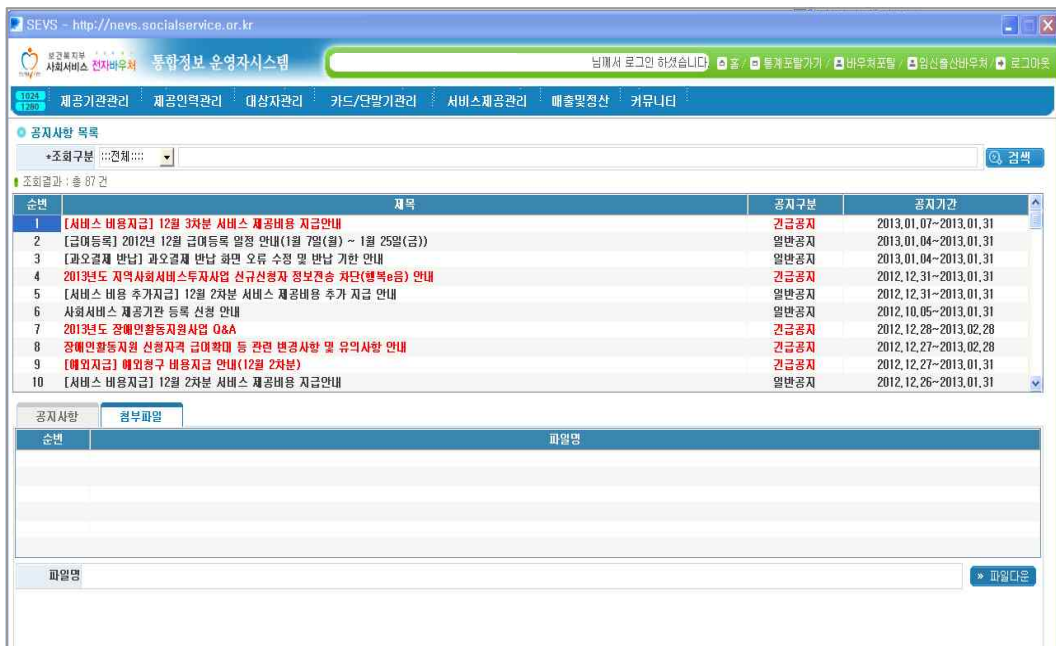 SEVS - http://nevs.socialservice.or.kr
보건복지부
사회서비스 전자바우처 통합정보 운영자시스템 님께서 로그인 하셨습니다. 홈 / 통계포탈가기 / 바우처포탈 / 임신출산바우처 / 로그아웃
1024
1280
제공기관관리 제공인력관리 대상자관리 카드/단말기관리 서비스제공관리 매출및정산 커뮤니티
공지사항 목록
*조회구분 :::전체:::: 검색
조회결과 : 총 87 건
순번 제목 공지구분 공지기간
1 [서비스 비용지급] 12월 3차분 서비스 제공비용 지급안내 긴급공지 2013.01.07~2013.01.31
2 [급여등록] 2012년 12월 급여등록 일정 안내(1월 7일(월) ~ 1월 25일(금)) 일반공지 2013.01.04~2013.01.31
3 [과오결제 반납] 과오결제 반납 화면 오류 수정 및 반납 기한 안내 일반공지 2013.01.04~2013.01.31
4 2013년도 지역사회서비스투자사업 신규신청자 정보전송 차단(행복e음) 안내 긴급공지 2012.12.31~2013.01.31
5 [서비스 비용 추가지급] 12월 2차분 서비스 제공비용 추가 지급 안내 일반공지 2012.12.31~2013.01.31
6 사회서비스 제공기관 등록 신청 안내 일반공지 2012.10.05~2013.01.31
7 2013년도 장애인활동지원사업 Q&A 긴급공지 2012.12.28~2013.02.28
8 장애인활동지원 신청자격 급여확대 등 관련 변경사항 및 유의사항 안내 긴급공지 2012.12.27~2013.02.28
9 [예외지급] 예외청구 비용지급 안내(12월 2차분) 긴급공지 2012.12.27~2013.01.31
10 [서비스 비용지급] 12월 2차분 서비스 제공비용 지급안내 일반공지 2012.12.26~2013.01.31
공지사항 첨부파일
순번 파일명
파일명 » 파일다운